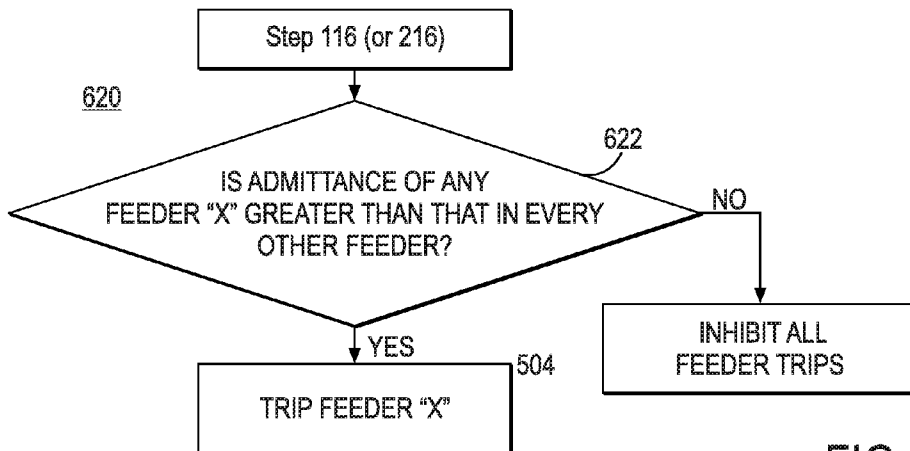 Step 116 (or 216)
620
622
IS ADMITTANCE OF ANY
FEEDER "X" GREATER THAN THAT IN EVERY
OTHER FEEDER?
NO
INHIBIT ALL
FEEDER TRIPS
YES
504
TRIP FEEDER "X"